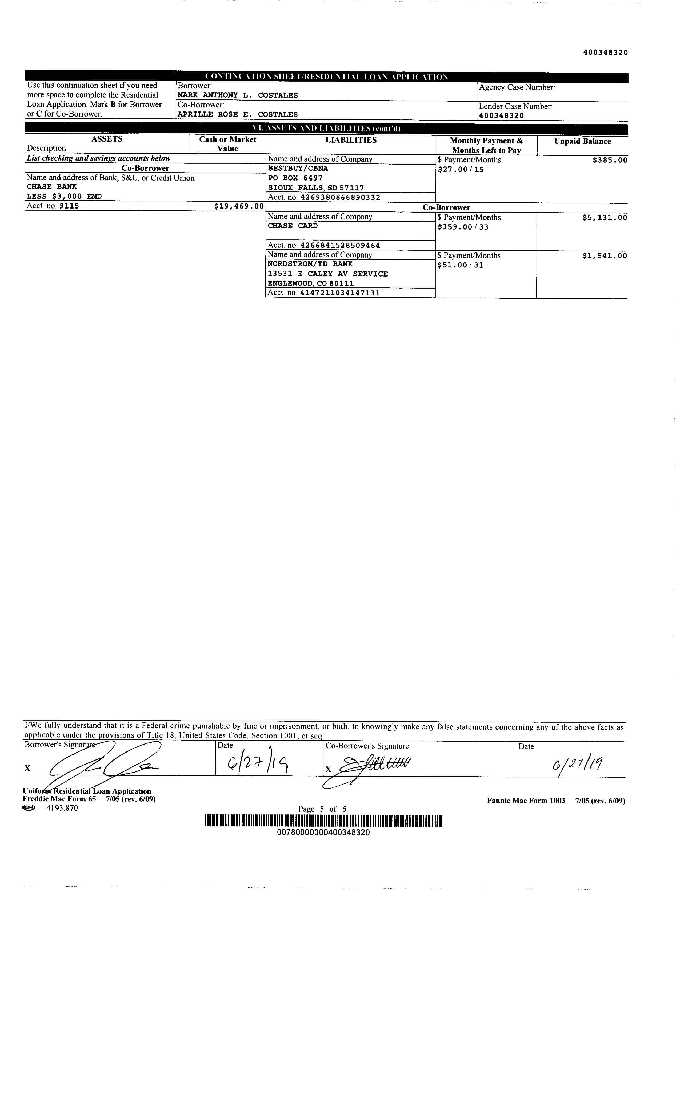 400348320
CONTINUATION SHEET/RESIDENTIAL LOAN APPLICATION
Use this continuation sheet if you need more space to complete the Residential Loan Application. Mark B for Borrower or C for Co-Borrower.
Borrower:
MARK ANTHONY L. COSTALES
Co-Borrower:
APRILLE ROSE E. COSTALES
Agency Case Number:
Lender Case Number:
400348320
VI. ASSETS AND LIABILITIES (cont'd)
ASSETS
Description
Cash or Market Value
LIABILITIES
Monthly Payment & Months Left to Pay
Unpaid Balance
List checking and savings accounts below
Co-Borrower
Name and address of Bank, S&L, or Credit Union
CHASE BANK
LESS $3,000 EMD
Acct. no. 9115
$19,469.00
Name and address of Company
BESTBUY/CBNA
PO BOX 6497
SIOUX FALLS, SD 57117
Acct. no.
$ Payment/Months
$27.00/15
$385.00
Co-Borrower
Name and address of Company
CHASE CARD
Acct. no. 4266841528509464
$ Payment/Months
$159.00/33
$5,131.00
Name and address of Company
NORDSTROM/TD BANK
13531 E CALEY AV SERVICE
ENGLEWOOD, CO 80111
Acct. no. 4147211034147131
$ Payment/Months
$51.00/31
$1,541.00
I/We fully understand that it is a Federal crime punishable by fine or imprisonment, or both, to knowingly make any false statements concerning any of the above facts as
applicable under the provisions of Title 18, United States Code, Section 1001, et seq.
Borrower's Signature
Date
Co-Borrower's Signature
Date
X
6/27/19
X
6/27/19
Uniform Residential Loan Application
Freddie Mac Form 65 7/05 (rev. 6/09)
Fannie Mae Form 1003 7/05 (rev. 6/09)
4193.870
Page 5 of 5